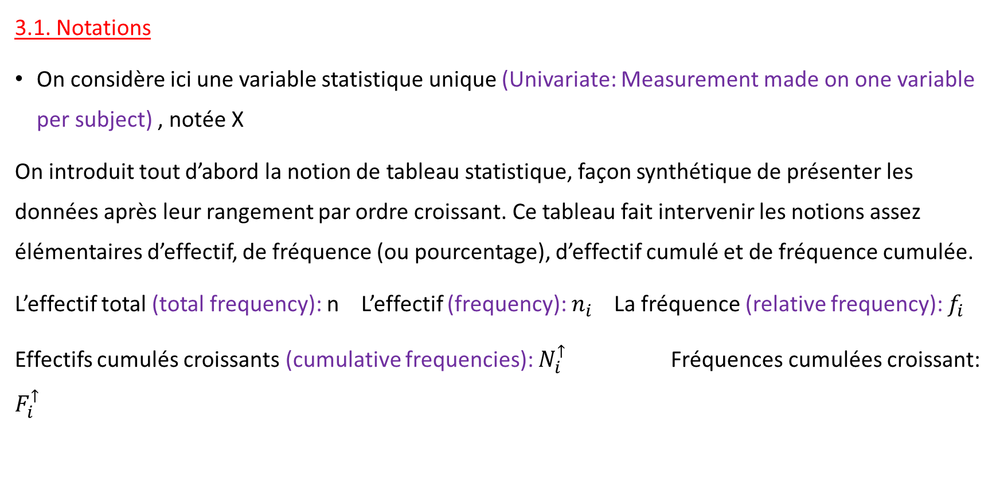 3.1. Notations
• On considère ici une variable statistique unique (Univariate: Measurement made on one variable
per subject) , notée X
On introduit tout d’abord la notion de tableau statistique, façon synthétique de présenter les
données après leur rangement par ordre croissant. Ce tableau fait intervenir les notions assez
élémentaires d’effectif, de fréquence (ou pourcentage), d’effectif cumulé et de fréquence cumulée.
L’effectif total (total frequency): n L’effectif (frequency): $n_i$ La fréquence (relative frequency): $f_i$
Effectifs cumulés croissants (cumulative frequencies): $N_i^↑$ Fréquences cumulées croissant:
$F_i^↑$